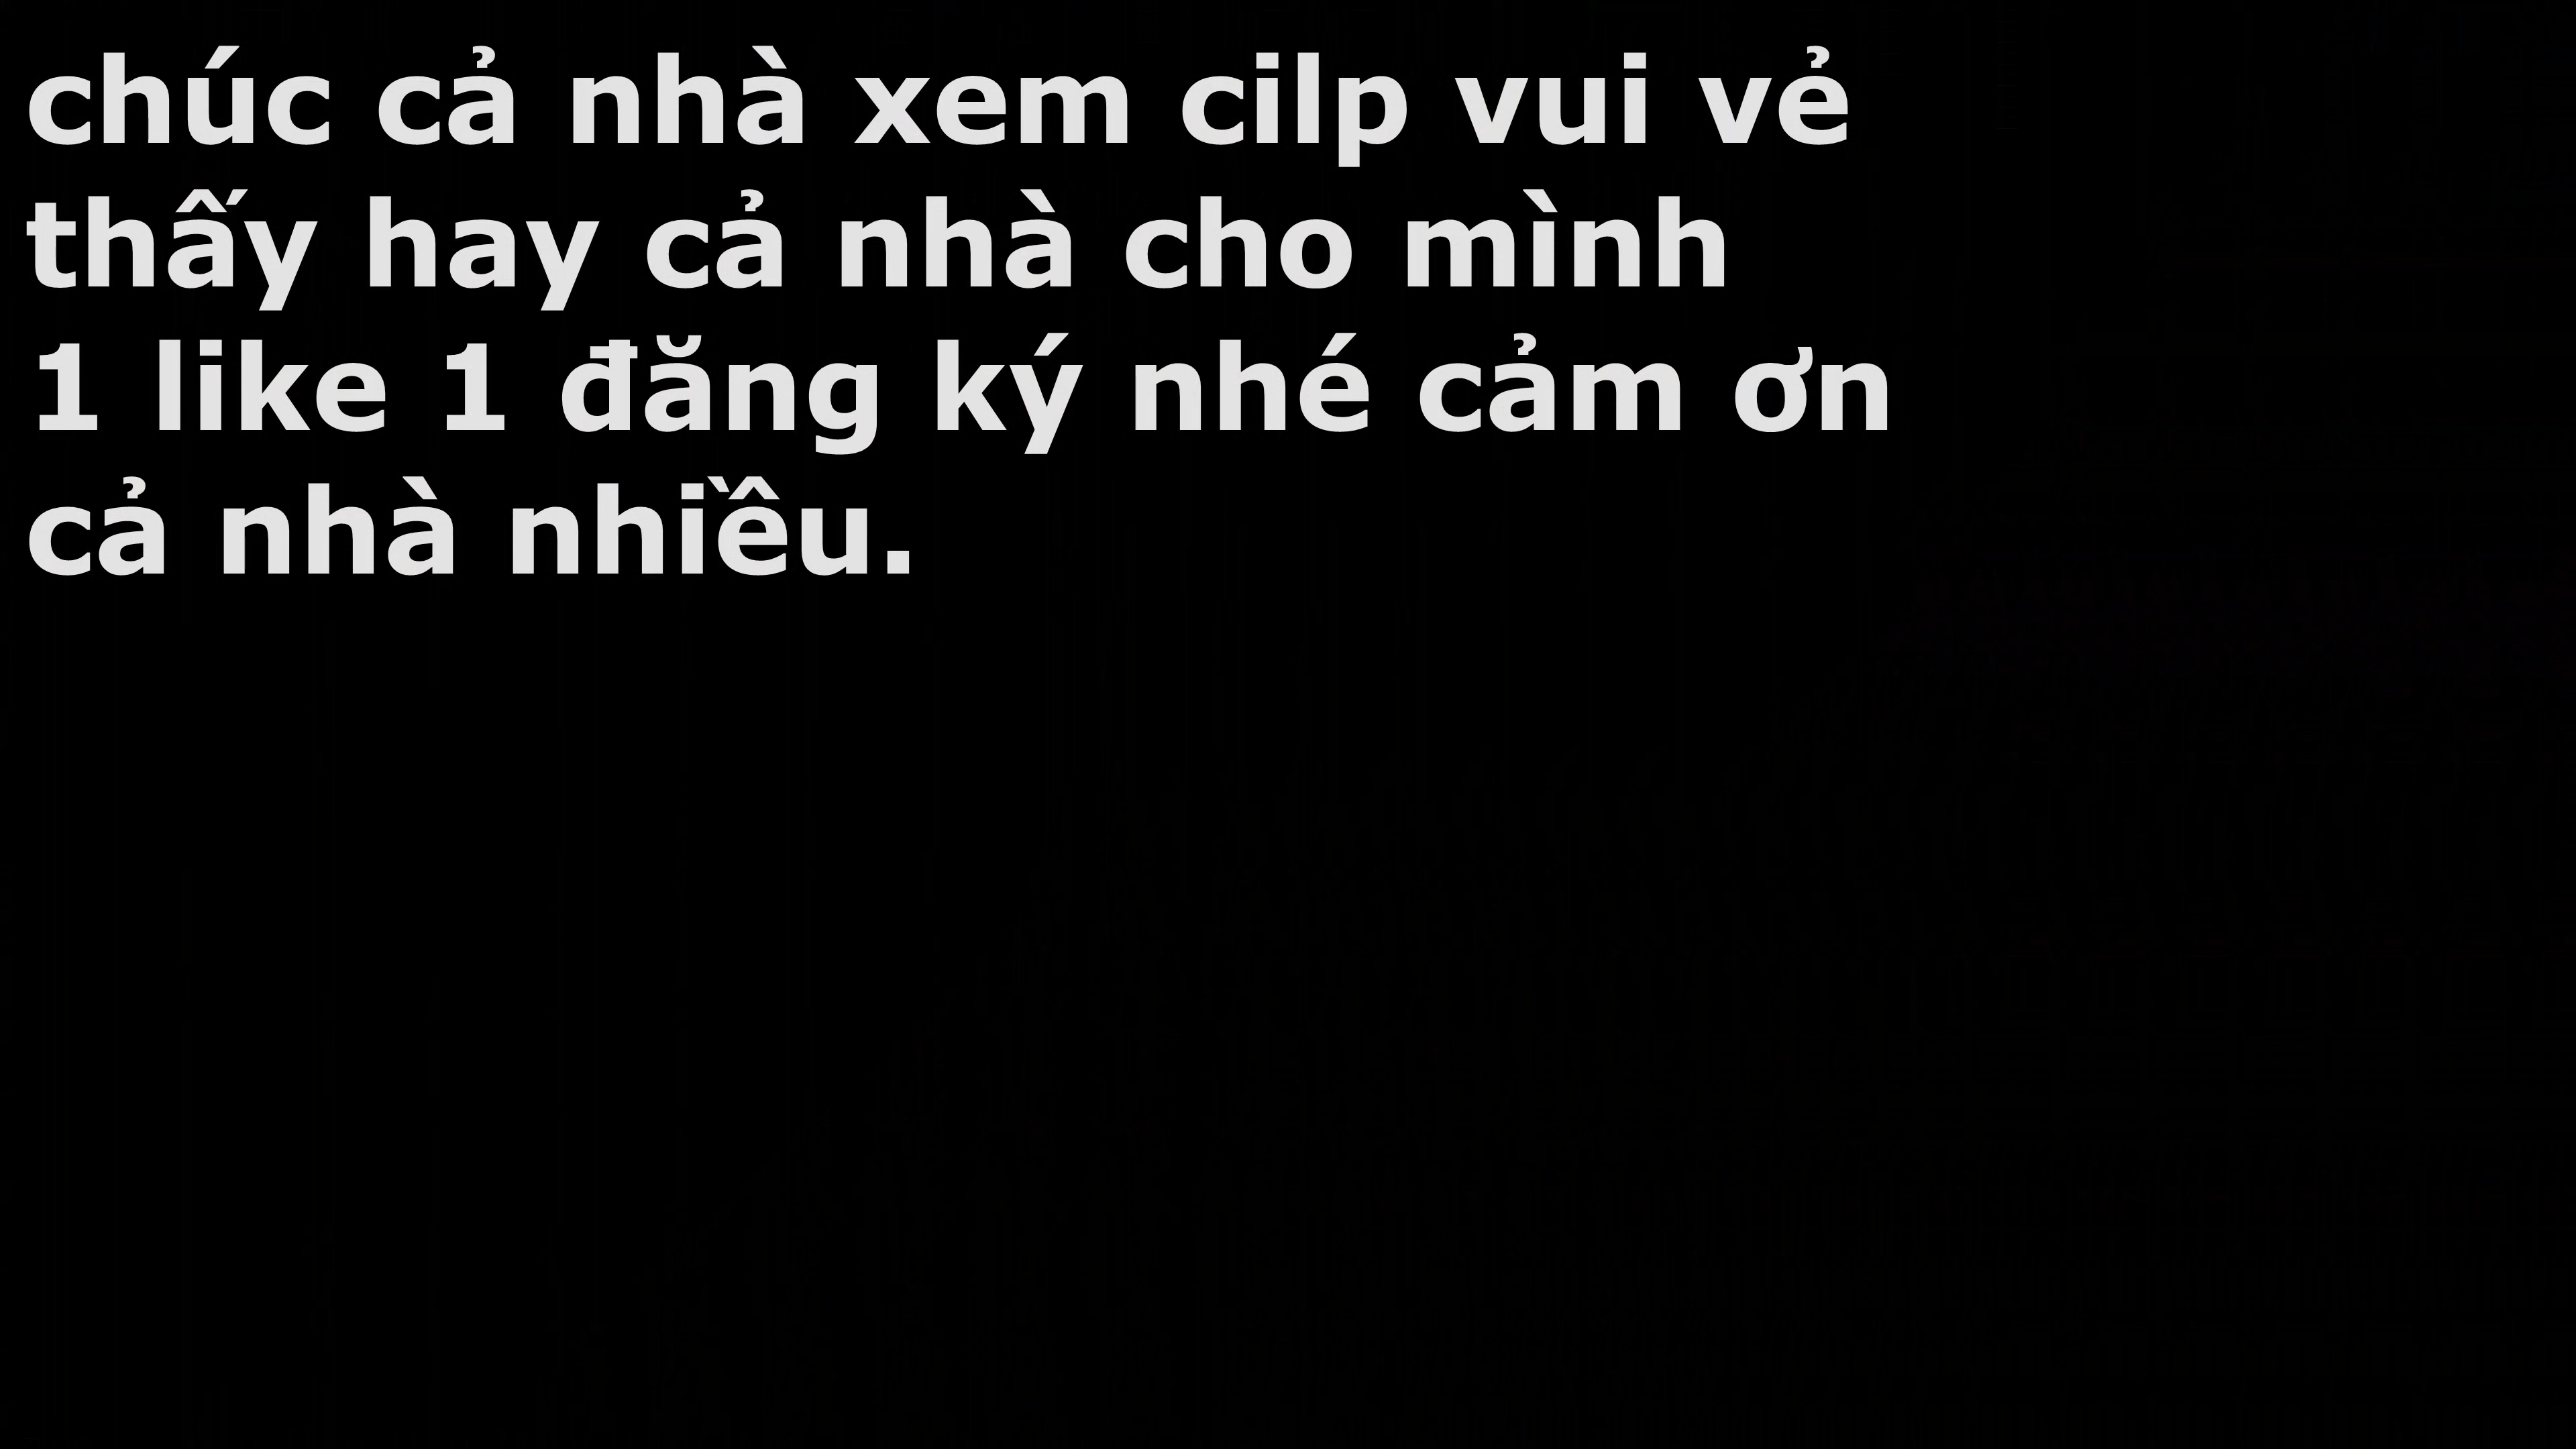 chúc cả nhà xem cilp vui vẻ
thấy hay cả nhà cho mình
1 like 1 đăng ký nhé cảm ơn
cả nhà nhiều.